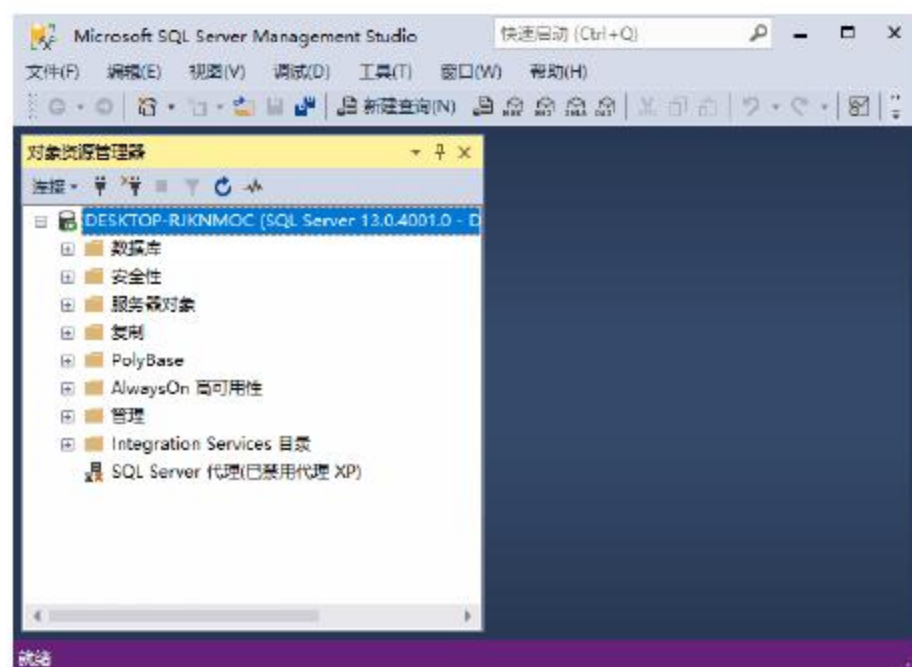 Microsoft SQL Server Management Studio 快速启动 (Ctrl+Q)
文件(F) 编辑(E) 视图(V) 调试(D) 工具(T) 窗口(W) 帮助(H)
新建查询(N)
对象资源管理器
连接
DESKTOP-RJKNMOC (SQL Server 13.0.4001.0 - D
数据库
安全性
服务器对象
复制
PolyBase
AlwaysOn 高可用性
管理
Integration Services 目录
SQL Server 代理(已禁用代理 XP)
就绪